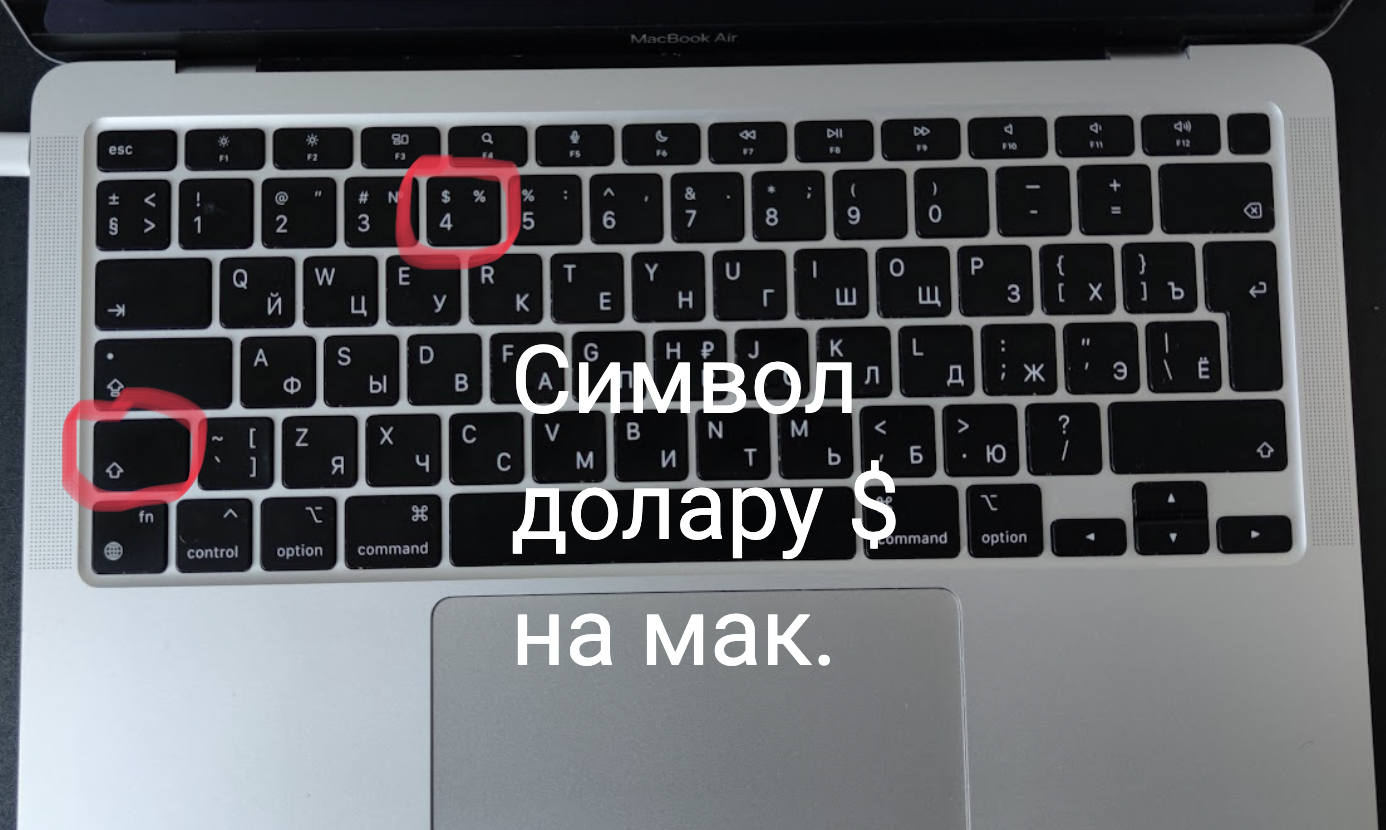 MacBook Air
esc F1 F2 F3 F4 F5 F6 F7 F8 F9 F10 F11 F12
± < ! @ " # № $ % % : ^ , & . * ; ( ) — +
§ > 1 2 3 4 5 6 7 8 9 0 - =
Q W E R T Y U I O P { }
Й Ц У К Е Н Г Ш Щ З [ Х ] Ъ
A S D F G H ₽ J K L : " |
Ф Ы В А Л Д ; Ж ' Э \ Ё
~ [ Z X C V B N M < > ?
` ] Я Ч С М И Т Ь Б . Ю /
fn ^ ⌥ ⌘ ⌥
control option command command option
Символ
долару $
на мак.